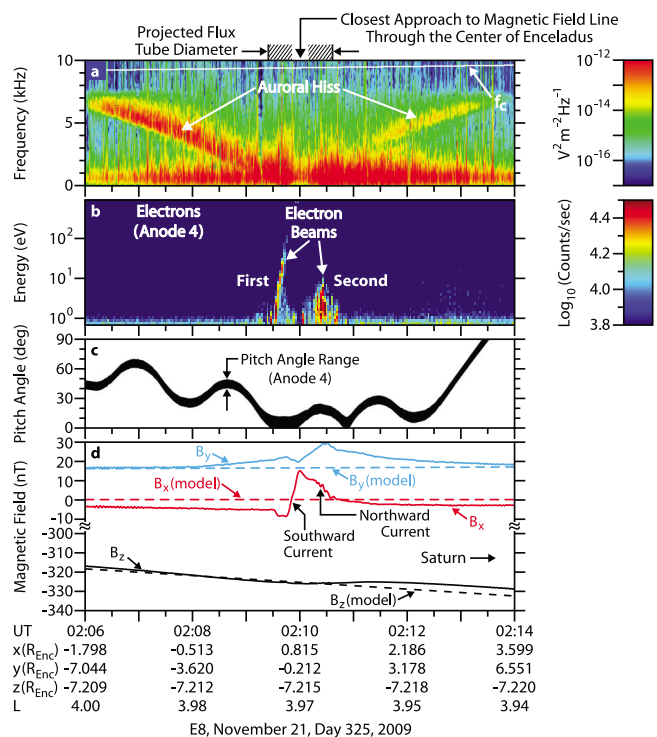 Projected Flux
Tube Diameter
Closest Approach to Magnetic Field Line
Through the Center of Enceladus
a
Auroral Hiss
fc
Frequency (kHz)
10
5
0
10⁻¹²
10⁻¹⁴
10⁻¹⁶
V² m⁻² Hz⁻¹
b
Electrons
(Anode 4)
Electron
Beams
First
Second
Energy (eV)
10²
10¹
10⁰
4.4
4.2
4.0
3.8
Log₁₀ (Counts/sec)
c
Pitch Angle Range
(Anode 4)
Pitch Angle (deg)
90
60
30
0
d
By
By (model)
Bx (model)
Bx
Northward
Current
Southward
Current
Saturn
Bz
Bz (model)
Magnetic Field (nT)
30
20
10
0
-10
-300
-310
-320
-330
-340
UT 02:06 02:08 02:10 02:12 02:14
x(REnc) -1.798 -0.513 0.815 2.186 3.599
y(REnc) -7.044 -3.620 -0.212 3.178 6.551
z(REnc) -7.209 -7.212 -7.215 -7.218 -7.220
L 4.00 3.98 3.97 3.95 3.94
E8, November 21, Day 325, 2009